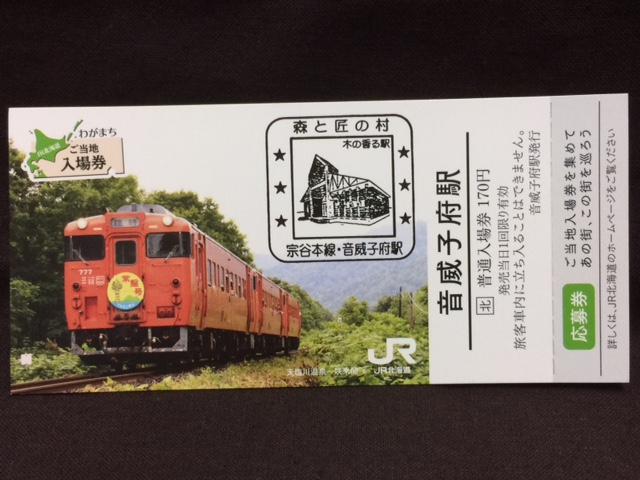 わがまち
ご当地
入場券
JR北海道
森と匠の村
木の香る駅
宗谷本線・音威子府駅
777
天塩川温泉～咲来間
JR
JR北海道
音威子府駅
北 普通入場券 170円
発売当日1回限り有効
旅客車内に立ち入ることはできません。
音威子府駅発行
ご当地入場券を集めて
あの街、この街を巡ろう
応募券
詳しくは、JR北海道のホームページをご覧ください